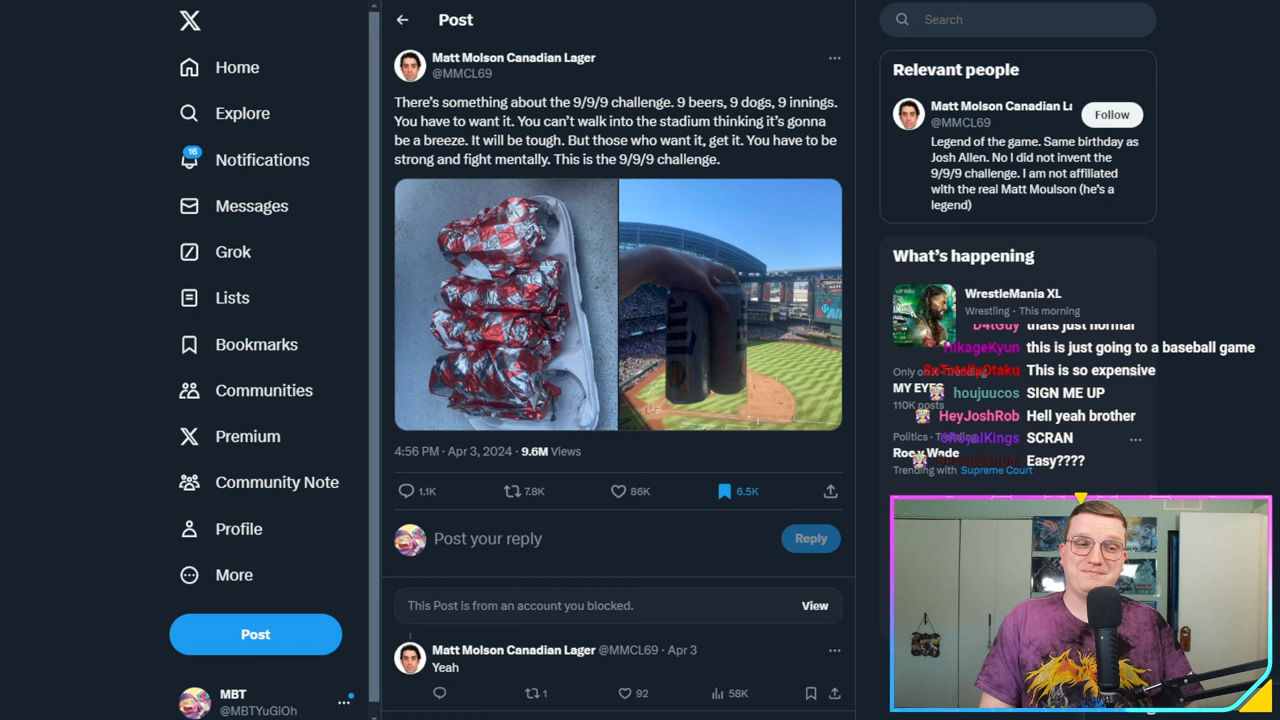 Home
Explore
16
Notifications
Messages
Grok
Lists
Bookmarks
Communities
Premium
Community Note
Profile
More
Post
MBT
@MBTYuGiOh
Post
Matt Molson Canadian Lager
@MMCL69
There's something about the 9/9/9 challenge. 9 beers, 9 dogs, 9 innings.
You have to want it. You can't walk into the stadium thinking it's gonna
be a breeze. It will be tough. But those who want it, get it. You have to be
strong and fight mentally. This is the 9/9/9 challenge.
4:56 PM · Apr 3, 2024 · 9.6M Views
1.1K
7.8K
86K
6.5K
Post your reply
Reply
This Post is from an account you blocked.
View
Matt Molson Canadian Lager @MMCL69 · Apr 3
Yeah
1
92
58K
Search
Relevant people
Matt Molson Canadian La
@MMCL69
Follow
Legend of the game. Same birthday as
Josh Allen. No I did not invent the
9/9/9 challenge. I am not affiliated
with the real Matt Moulson (he's a
legend)
What's happening
WrestleMania XL
Wrestling · This morning
D4tGuy thats just normal
HikageKyun this is just going to a baseball game
SoTotallyOtaku This is so expensive
MY EYES
houjuucos SIGN ME UP
110K posts
HeyJoshRob Hell yeah brother
Politics
SCRAN
Roe v Wade
Easy????
Trending with Supreme Court